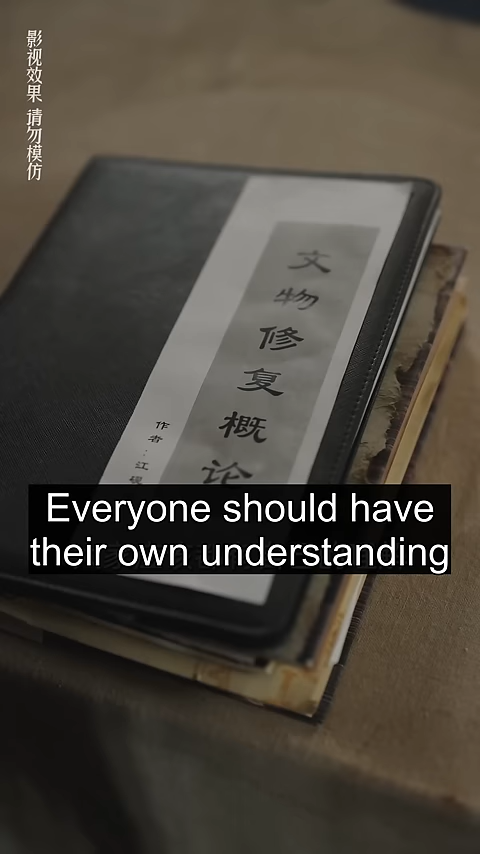 影视效果 请勿模仿
文物修复概论
作者：江
Everyone should have
their own understanding